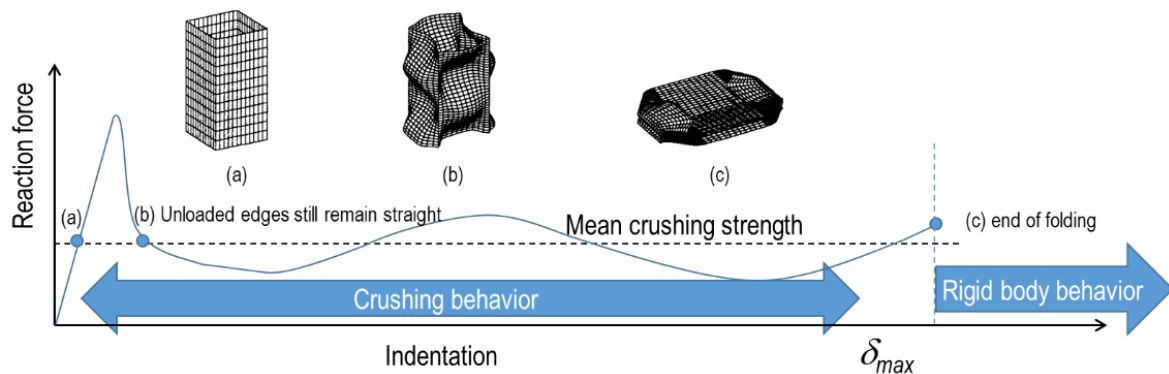 (a)
(b)
(c)
Reaction force
(a)
(b) Unloaded edges still remain straight
Mean crushing strength
(c) end of folding
Crushing behavior
Rigid body behavior
Indentation
δmax